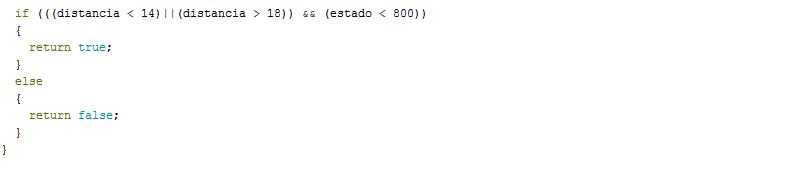 if (((distancia < 14)||(distancia > 18)) && (estado < 800))
{
return true;
}
else
{
return false;
}
}